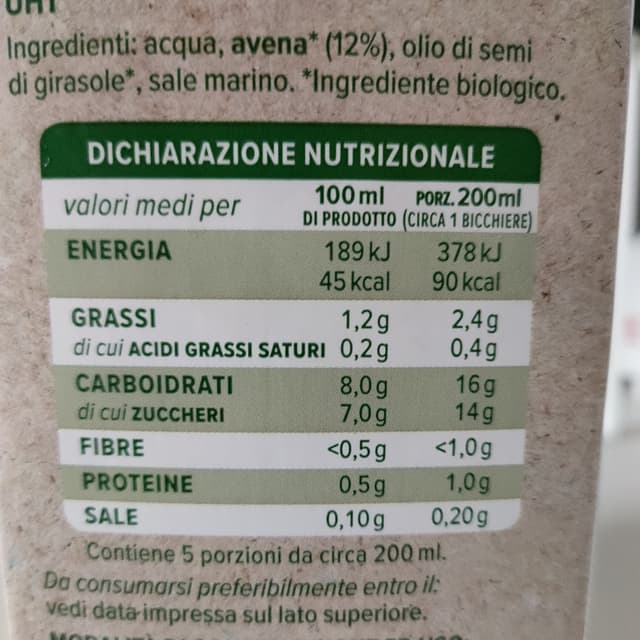 UHT
Ingredienti: acqua, avena* (12%), olio di semi
di girasole*, sale marino. *Ingrediente biologico.
DICHIARAZIONE NUTRIZIONALE
valori medi per 100 ml DI PRODOTTO PORZ. 200 ml (CIRCA 1 BICCHIERE)
ENERGIA 189 kJ 378 kJ
45 kcal 90 kcal
GRASSI 1,2 g 2,4 g
di cui ACIDI GRASSI SATURI 0,2 g 0,4 g
CARBOIDRATI 8,0 g 16 g
di cui ZUCCHERI 7,0 g 14 g
FIBRE <0,5 g <1,0 g
PROTEINE 0,5 g 1,0 g
SALE 0,10 g 0,20 g
Contiene 5 porzioni da circa 200 ml.
Da consumarsi preferibilmente entro il:
vedi data impressa sul lato superiore.